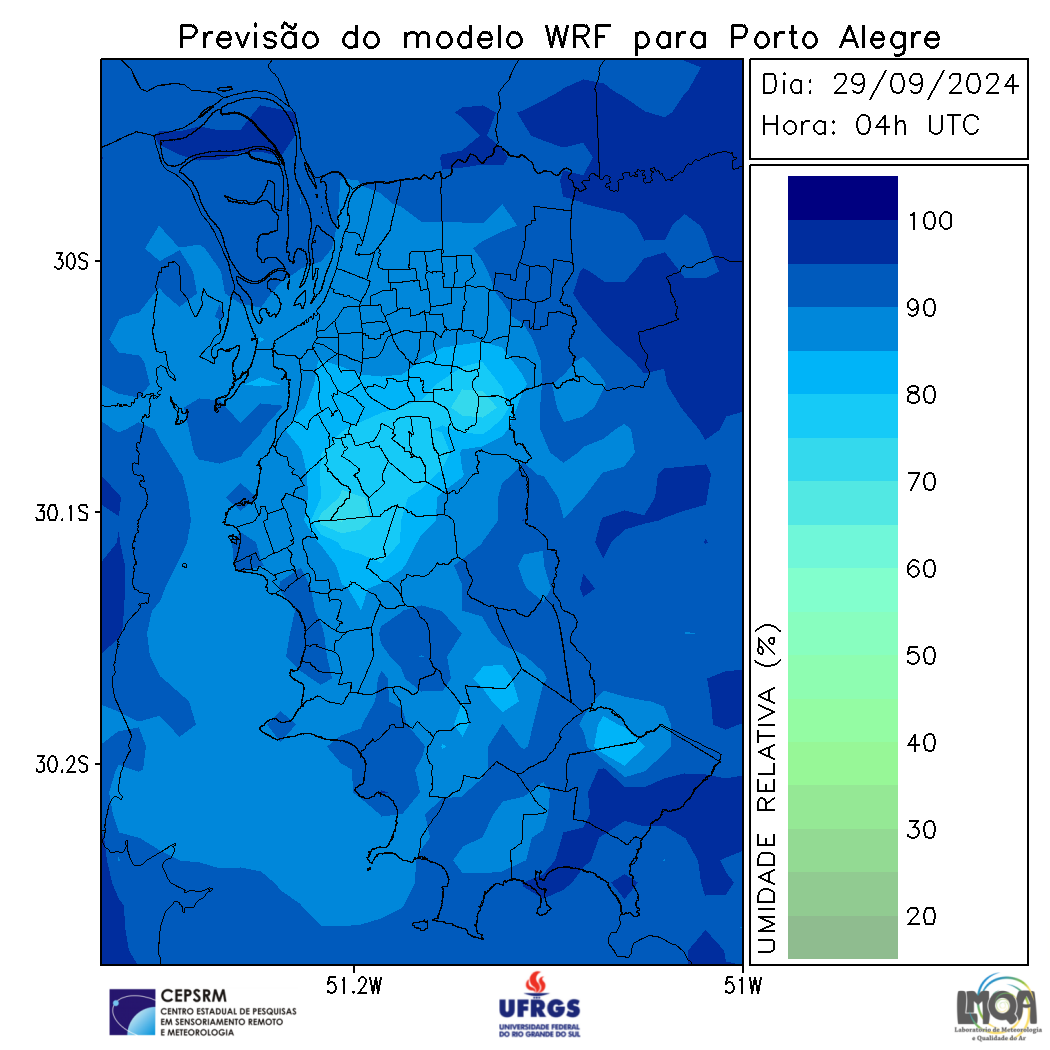 Previsão do modelo WRF para Porto Alegre
Dia: 29/09/2024
Hora: 04h UTC
30S
30.1S
30.2S
51.2W
51W
100
90
80
70
60
50
40
30
20
UMIDADE RELATIVA (%)
CEPSRM
CENTRO ESTADUAL DE PESQUISAS
EM SENSORIAMENTO REMOTO
E METEOROLOGIA
UFRGS
UNIVERSIDADE FEDERAL
DO RIO GRANDE DO SUL
LMQA
Laboratório de Meteorologia
e Qualidade do Ar